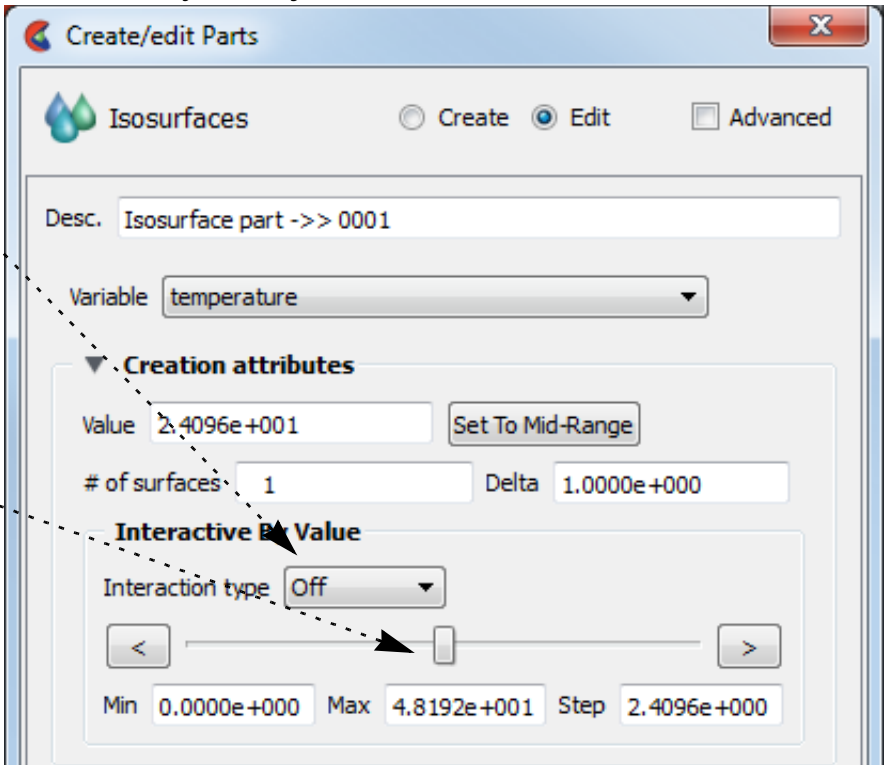 Create/edit Parts
Isosurfaces Create Edit Advanced
Desc. Isosurface part ->> 0001
Variable temperature
Creation attributes
Value 2.4096e+001 Set To Mid-Range
# of surfaces 1 Delta 1.0000e+000
Interactive By Value
Interaction type Off
< >
Min 0.0000e+000 Max 4.8192e+001 Step 2.4096e+000